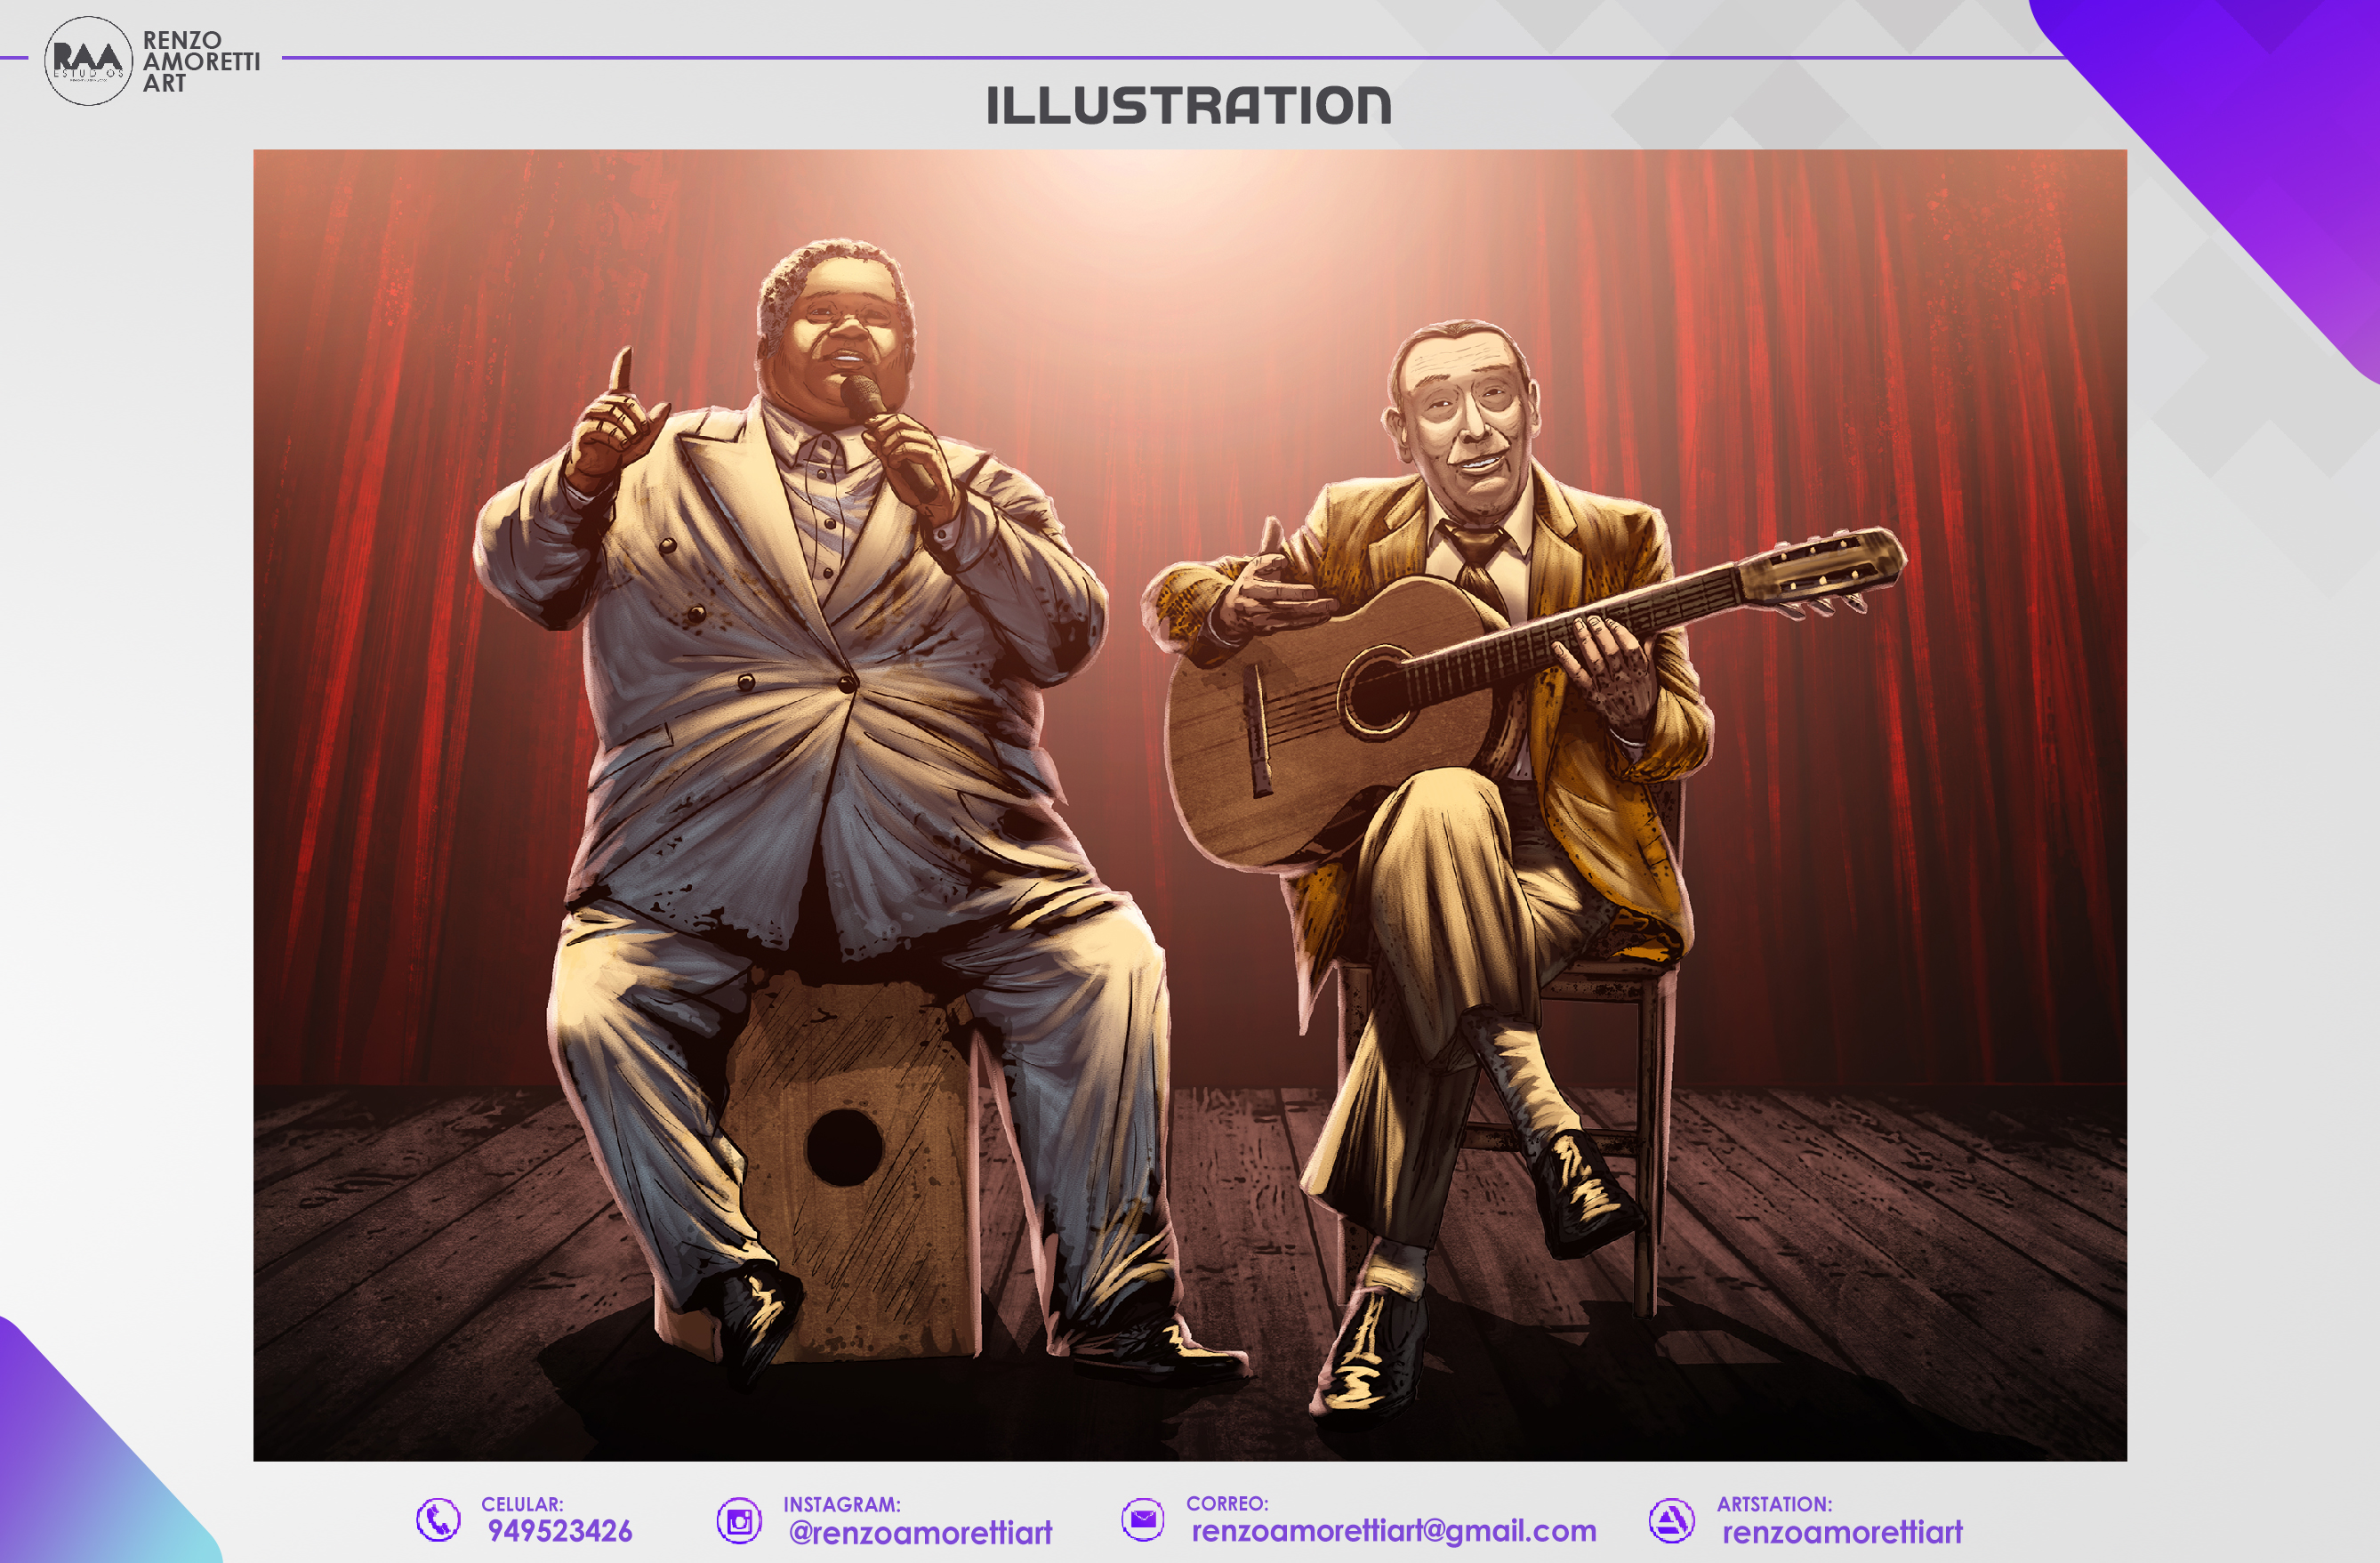 RAA
ESTUDIOS
RENZO
AMORETTI
ART
ILLUSTRATION
CELULAR:
949523426
INSTAGRAM:
@renzoamorettiart
CORREO:
renzoamorettiart@gmail.com
ARTSTATION:
renzoamorettiart